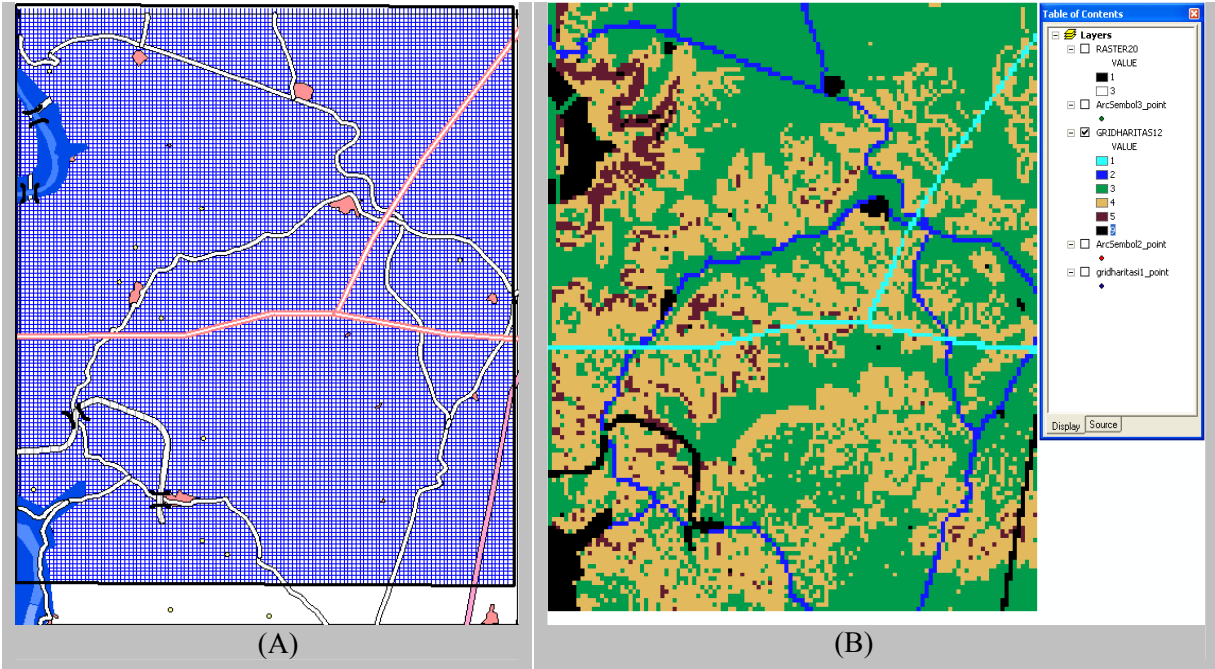 Table of Contents
Layers
RASTER20
VALUE
1
3
ArcSembol3_point
GRIDHARITAS12
VALUE
1
2
3
4
5
9
ArcSembol2_point
gridharitasi1_point
Display Source
(A)
(B)